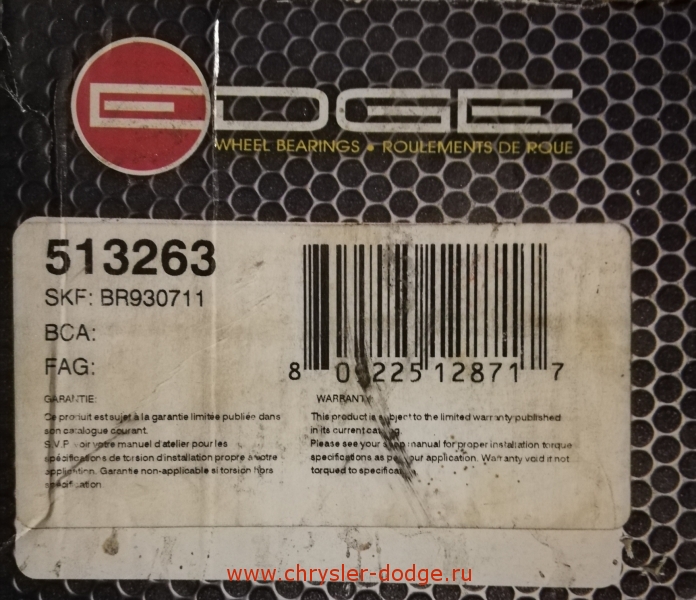 EDGE
WHEEL BEARINGS • ROULEMENTS DE ROUE
513263
SKF: BR930711
BCA:
FAG:
8 0 225 12871 7
GARANTIE:
Ce produit est sujet à la garantie limitée publiée dans
son catalogue courant.
S.V.P. voir votre manuel d'atelier pour les
spécifications de torsion d'installation propre à votre
application. Garantie non-applicable si torsion hors
spécification
WARRANTY:
This product is subject to the limited warranty published
in its current catalog.
Please see your shop manual for proper installation torque
specifications as per your application. Warranty void it not
torqued to specification
www.chrysler-dodge.ru